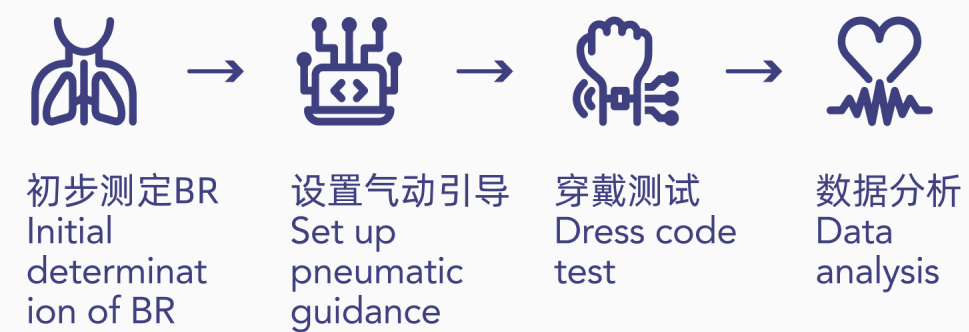 初步测定BR
Initial
determinat
ion of BR
设置气动引导
Set up
pneumatic
guidance
穿戴测试
Dress code
test
数据分析
Data
analysis